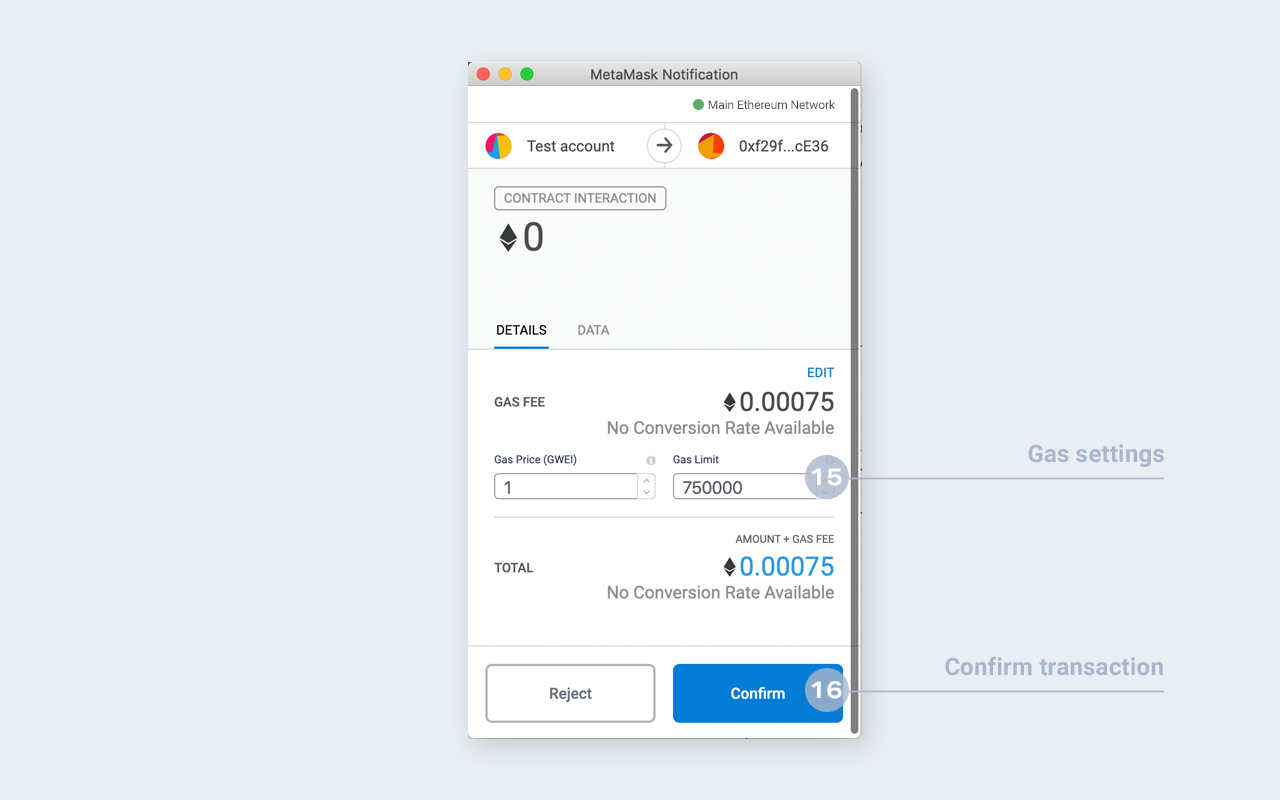 MetaMask Notification
Main Ethereum Network
Test account
0xf29f...cE36
CONTRACT INTERACTION
0
DETAILS
DATA
EDIT
GAS FEE
0.00075
No Conversion Rate Available
Gas Price (GWEI)
Gas Limit
1
750000
15
Gas settings
AMOUNT + GAS FEE
TOTAL
0.00075
No Conversion Rate Available
Confirm transaction
Reject
Confirm
16